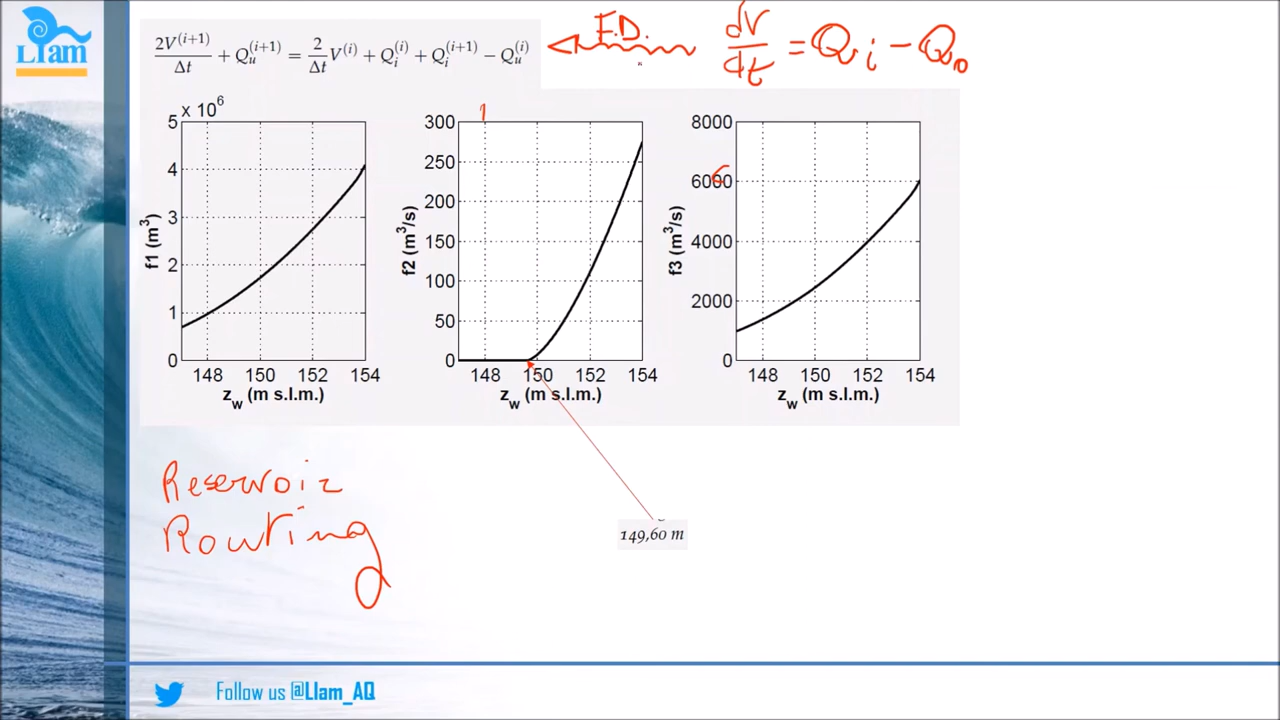 LIam
2V^(i+1)/Δt + Q_u^(i+1) = 2/Δt V^(i) + Q_i^(i) + Q_i^(i+1) − Q_u^(i)
F.D.
dV/dt = Qi − Qo
x 10^6
5
4
3
2
1
0
148 150 152 154
f1 (m^3)
z_w (m s.l.m.)
300
250
200
150
100
50
0
148 150 152 154
f2 (m^3/s)
z_w (m s.l.m.)
8000
6000
4000
2000
0
148 150 152 154
f3 (m^3/s)
z_w (m s.l.m.)
Reservoir
Routing
149,60 m
Follow us @LIam_AQ